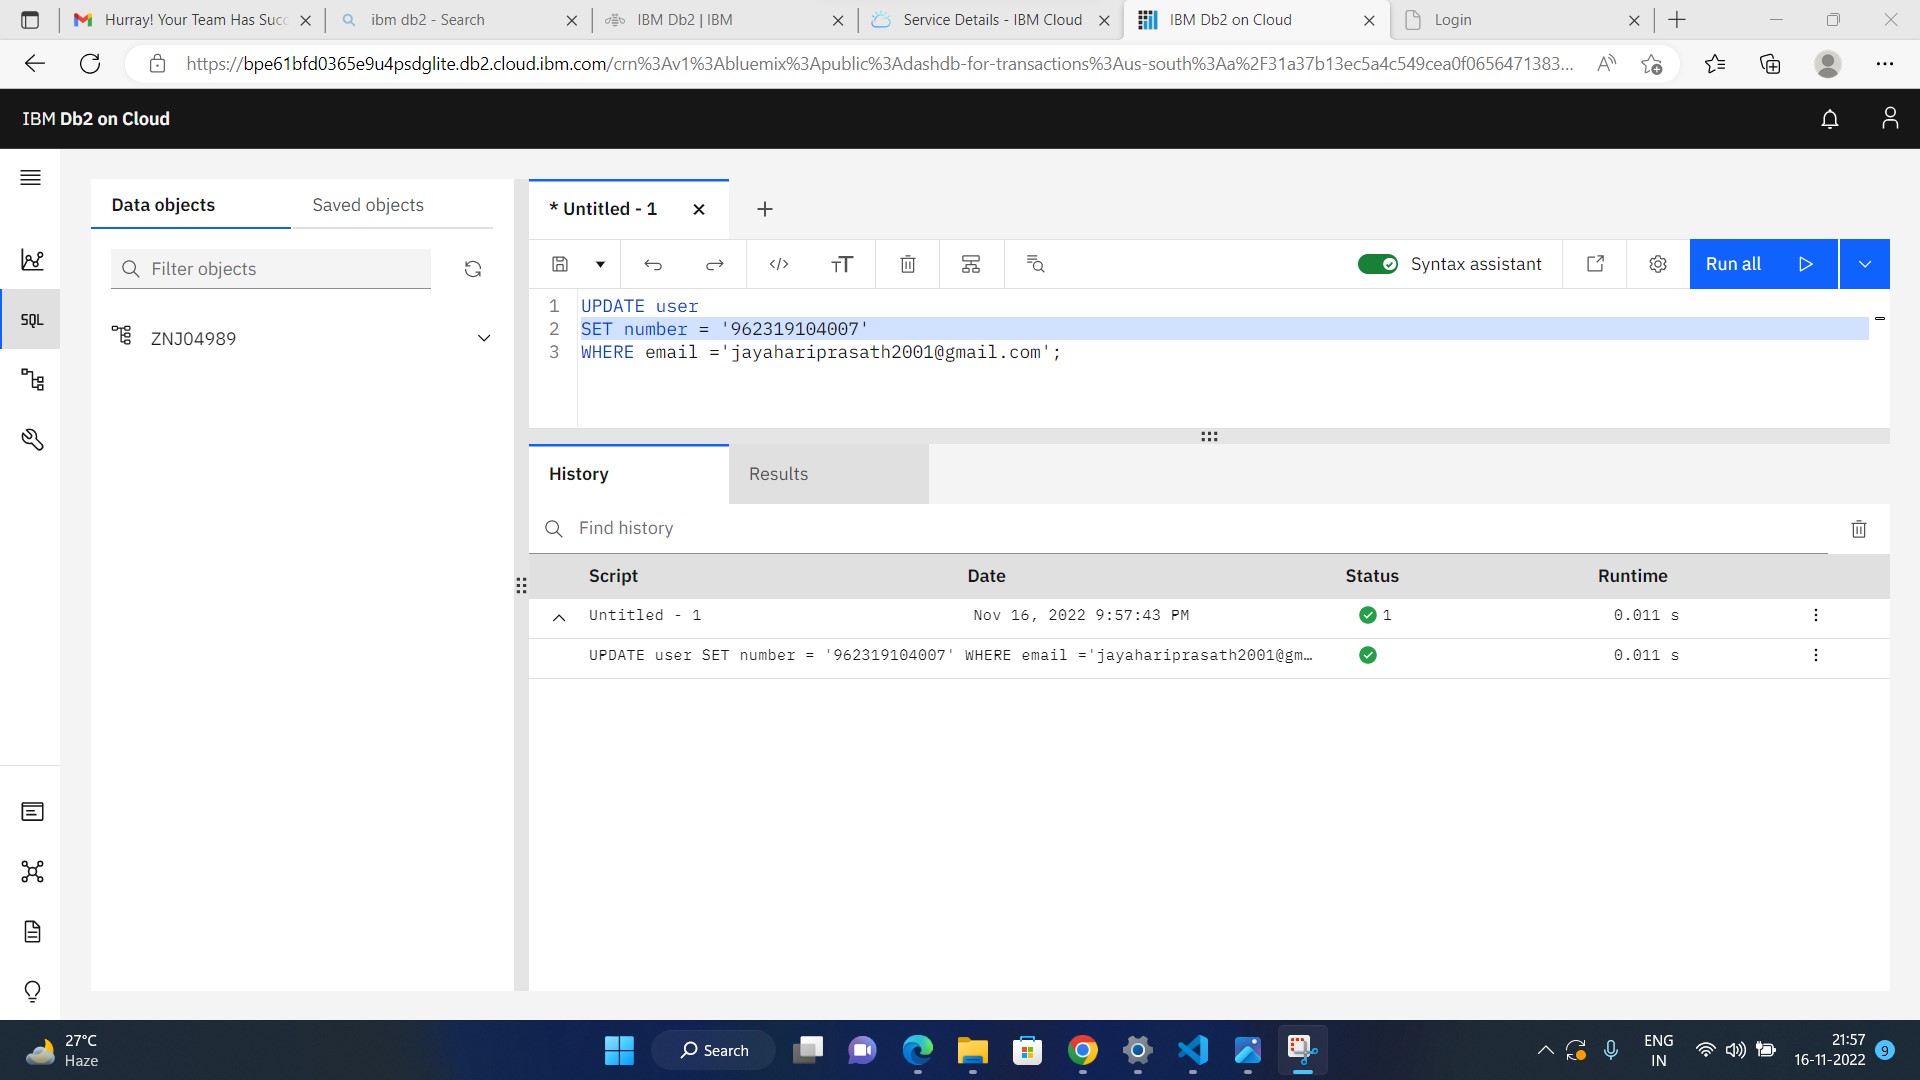 Hurray! Your Team Has Succ
ibm db2 - Search
IBM Db2 | IBM
Service Details - IBM Cloud
IBM Db2 on Cloud
Login
https://bpe61bfd0365e9u4psdglite.db2.cloud.ibm.com/crn%3Av1%3Abluemix%3Apublic%3Adashdb-for-transactions%3Aus-south%3Aa%2F31a37b13ec5a4c549cea0f0656471383...
IBM Db2 on Cloud
Data objects
Saved objects
* Untitled - 1
Filter objects
Syntax assistant
Run all
SQL
ZNJ04989
1 UPDATE user
2 SET number = '962319104007'
3 WHERE email ='jayahariprasath2001@gmail.com';
History
Results
Find history
Script Date Status Runtime
Untitled - 1 Nov 16, 2022 9:57:43 PM 1 0.011 s
UPDATE user SET number = '962319104007' WHERE email ='jayahariprasath2001@gm… 0.011 s
27°C
Haze
Search
ENG
IN
21:57
16-11-2022
9